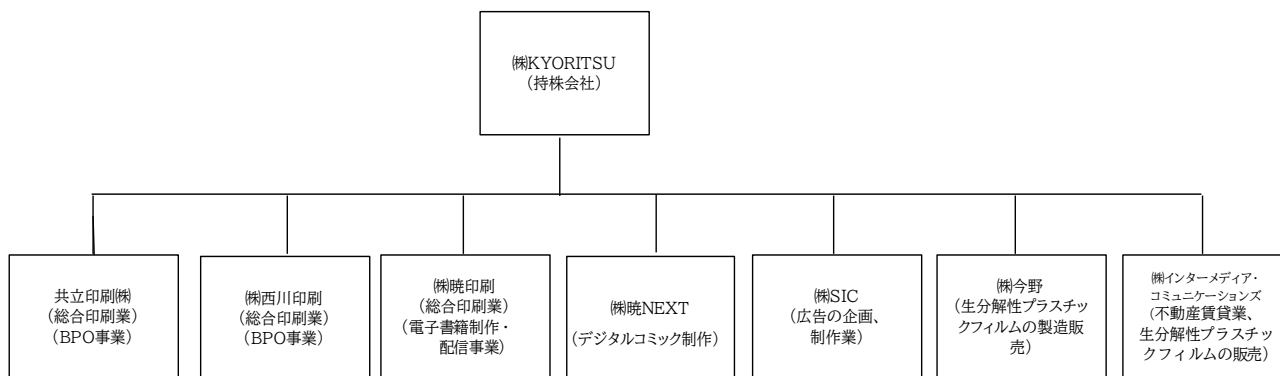 ㈱KYORITSU
（持株会社）
共立印刷㈱
（総合印刷業）
（BPO事業）
㈱西川印刷
（総合印刷業）
（BPO事業）
㈱暁印刷
（総合印刷業）
（電子書籍制作・
配信事業）
㈱暁NEXT
（デジタルコミック制作）
㈱SIC
（広告の企画、
制作業）
㈱今野
（生分解性プラスチッ
クフィルムの製造販
売）
㈱インターメディア・
コミュニケーションズ
（不動産賃貸業、
生分解性プラスチッ
クフィルムの販売）